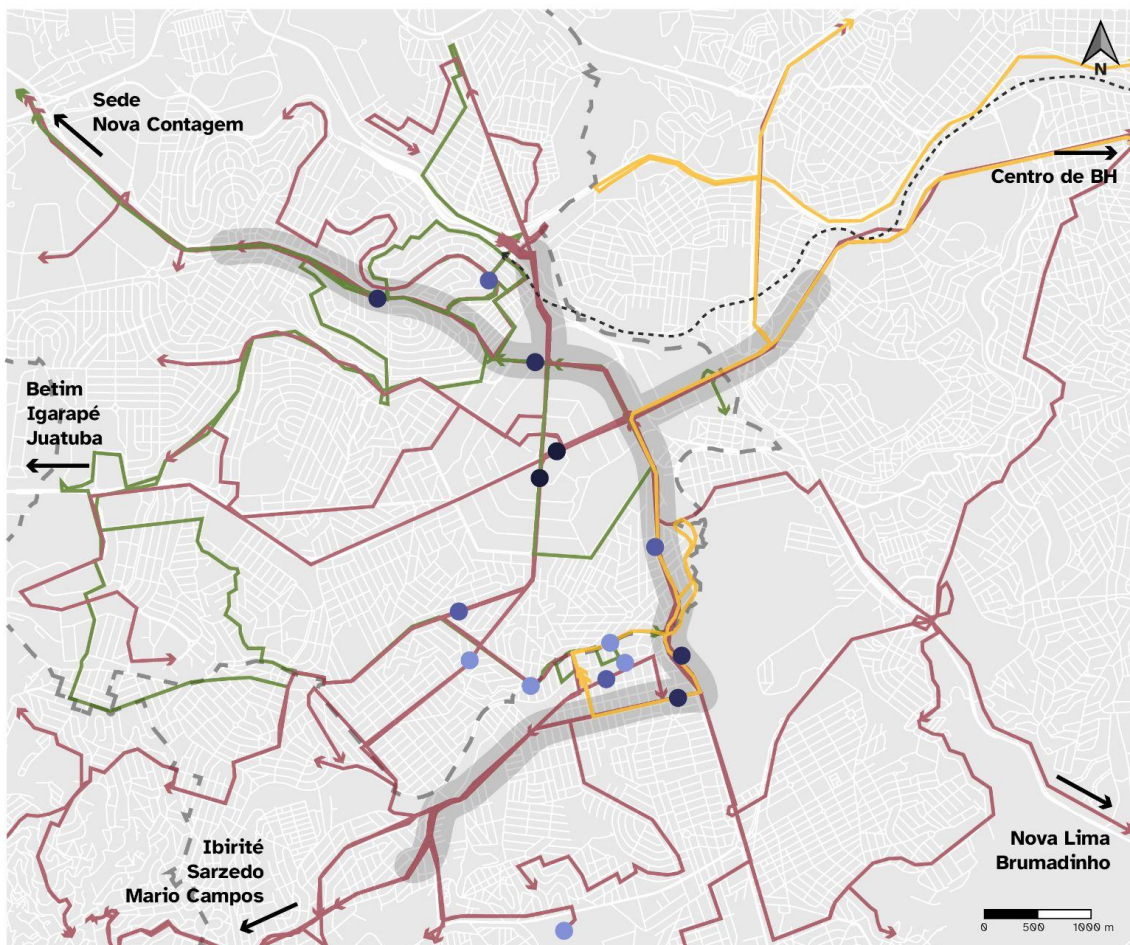 N
Sede
Nova Contagem
Centro de BH
Betim
Igarapé
Juatuba
Nova Lima
Brumadinho
Ibirité
Sarzedo
Mario Campos
0 500 1000 m